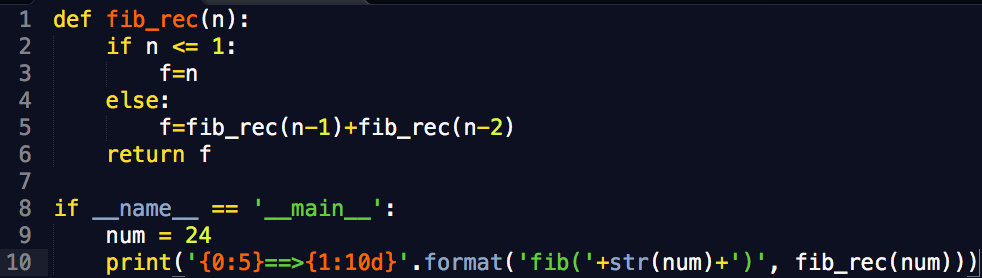 1 def fib_rec(n):
2     if n <= 1:
3         f=n
4     else:
5         f=fib_rec(n-1)+fib_rec(n-2)
6     return f
7
8 if __name__ == '__main__':
9     num = 24
10     print('{0:5}==>{1:10d}'.format('fib('+str(num)+')', fib_rec(num)))